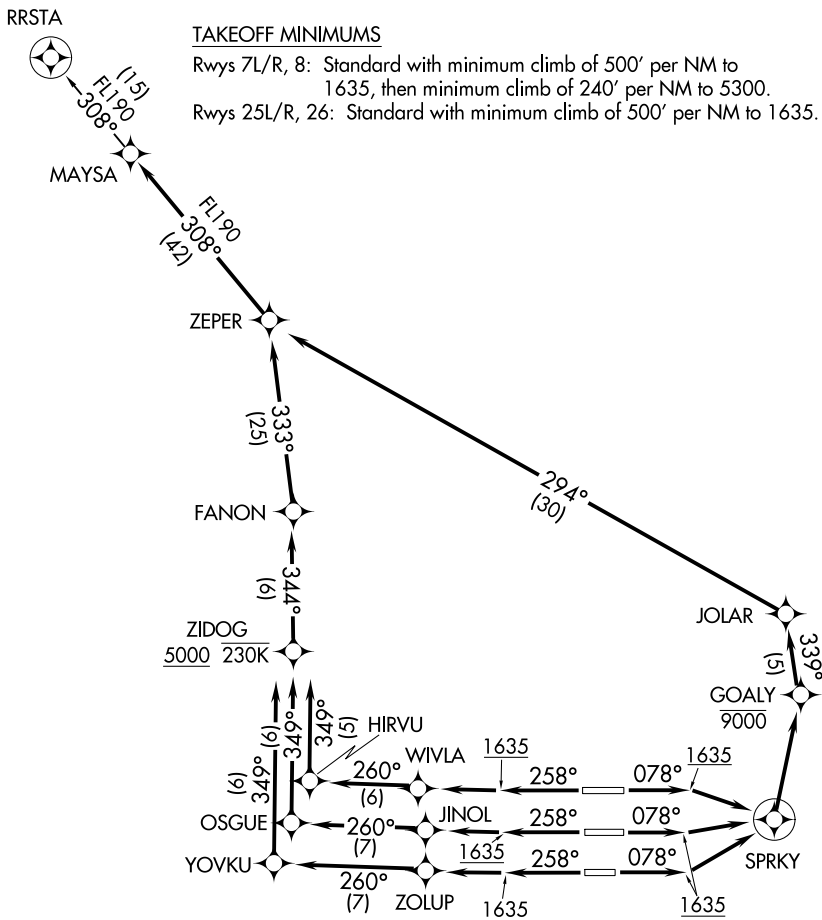 RRSTA
TAKEOFF MINIMUMS
Rwys 7L/R, 8: Standard with minimum climb of 500' per NM to
1635, then minimum climb of 240' per NM to 5300.
Rwys 25L/R, 26: Standard with minimum climb of 500' per NM to 1635.
(15)
FL190
308°
MAYSA
FL190
308°
(42)
ZEPER
333°
(25)
294°
(30)
FANON
344°
(6)
ZIDOG
5000 230K
JOLAR
339°
(5)
GOALY
9000
349°
(6)
349°
(6)
349°
(5)
HIRVU
WIVLA
260°
(6)
1635
258°
078°
1635
OSGUE
260°
(7)
JINOL
1635
258°
078°
SPRKY
YOVKU
260°
(7)
ZOLUP
258°
1635
078°
1635